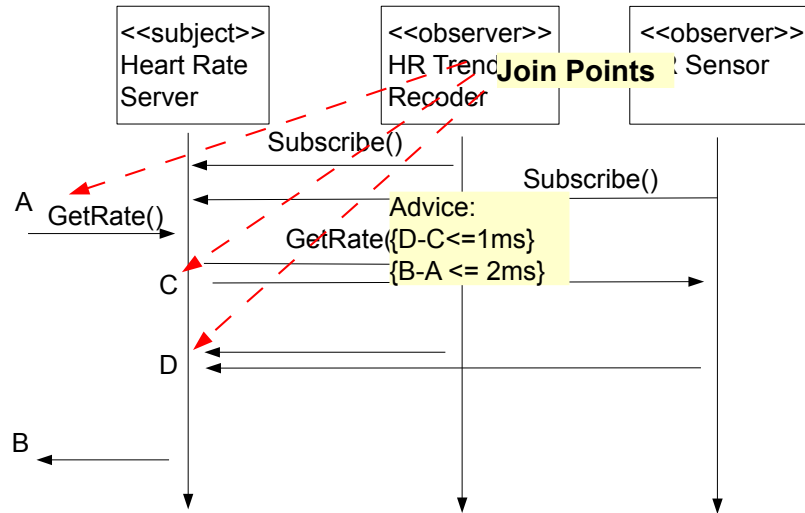 <<subject>>
Heart Rate
Server
<<observer>>
HR Trend
Recoder
<<observer>>
R Sensor
Join Points
Subscribe()
Subscribe()
A
GetRate()
Advice:
{D-C<=1ms}
{B-A <= 2ms}
GetRate(
C
D
B